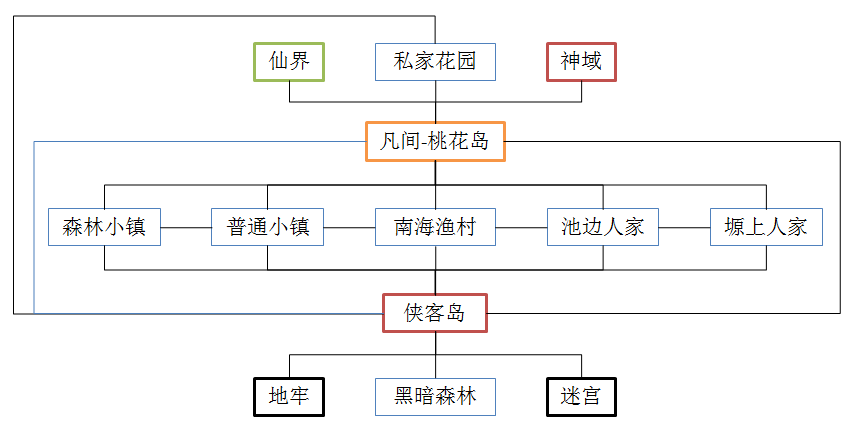 仙界
私家花园
神域
凡间-桃花岛
森林小镇
普通小镇
南海渔村
池边人家
塬上人家
侠客岛
地牢
黑暗森林
迷宫